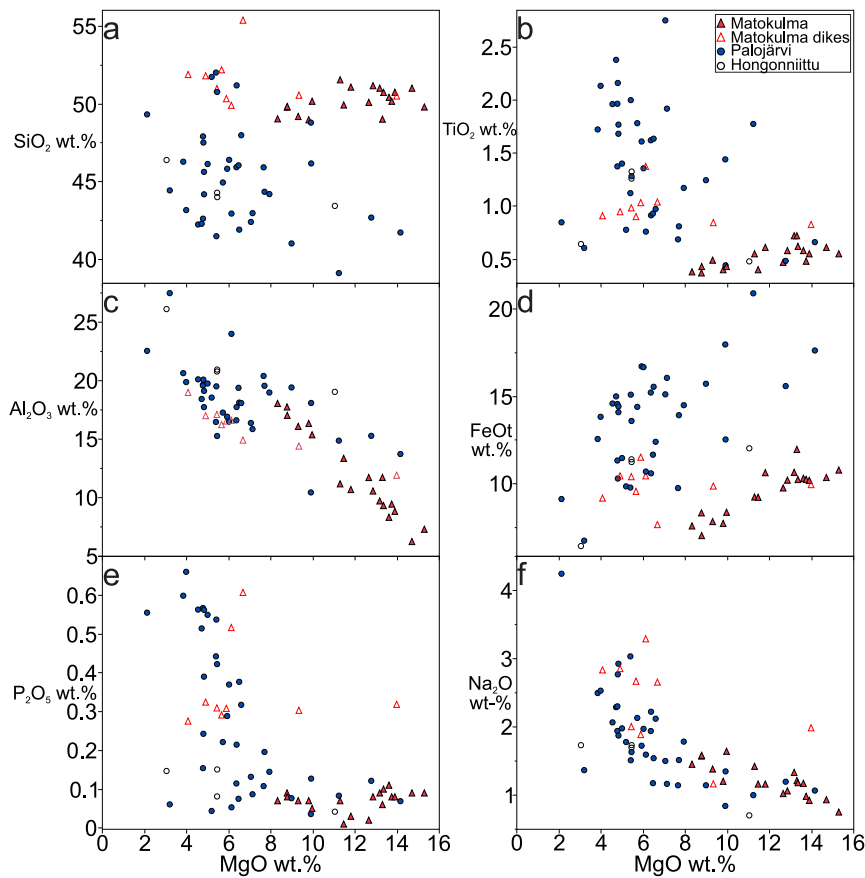 a
55
50
45
40
SiO₂ wt.%
b
2.5
2.0
1.5
1.0
0.5
TiO₂ wt.%
Matokulma
Matokulma dikes
Palojärvi
Hongonniittu
c
25
20
15
10
5
Al₂O₃ wt.%
d
20
15
10
FeOt
wt.%
e
0.6
0.5
0.4
0.3
0.2
0.1
0
P₂O₅ wt.%
0 2 4 6 8 10 12 14 16
MgO wt.%
f
4
3
2
1
Na₂O
wt-%
0 2 4 6 8 10 12 14 16
MgO wt.%